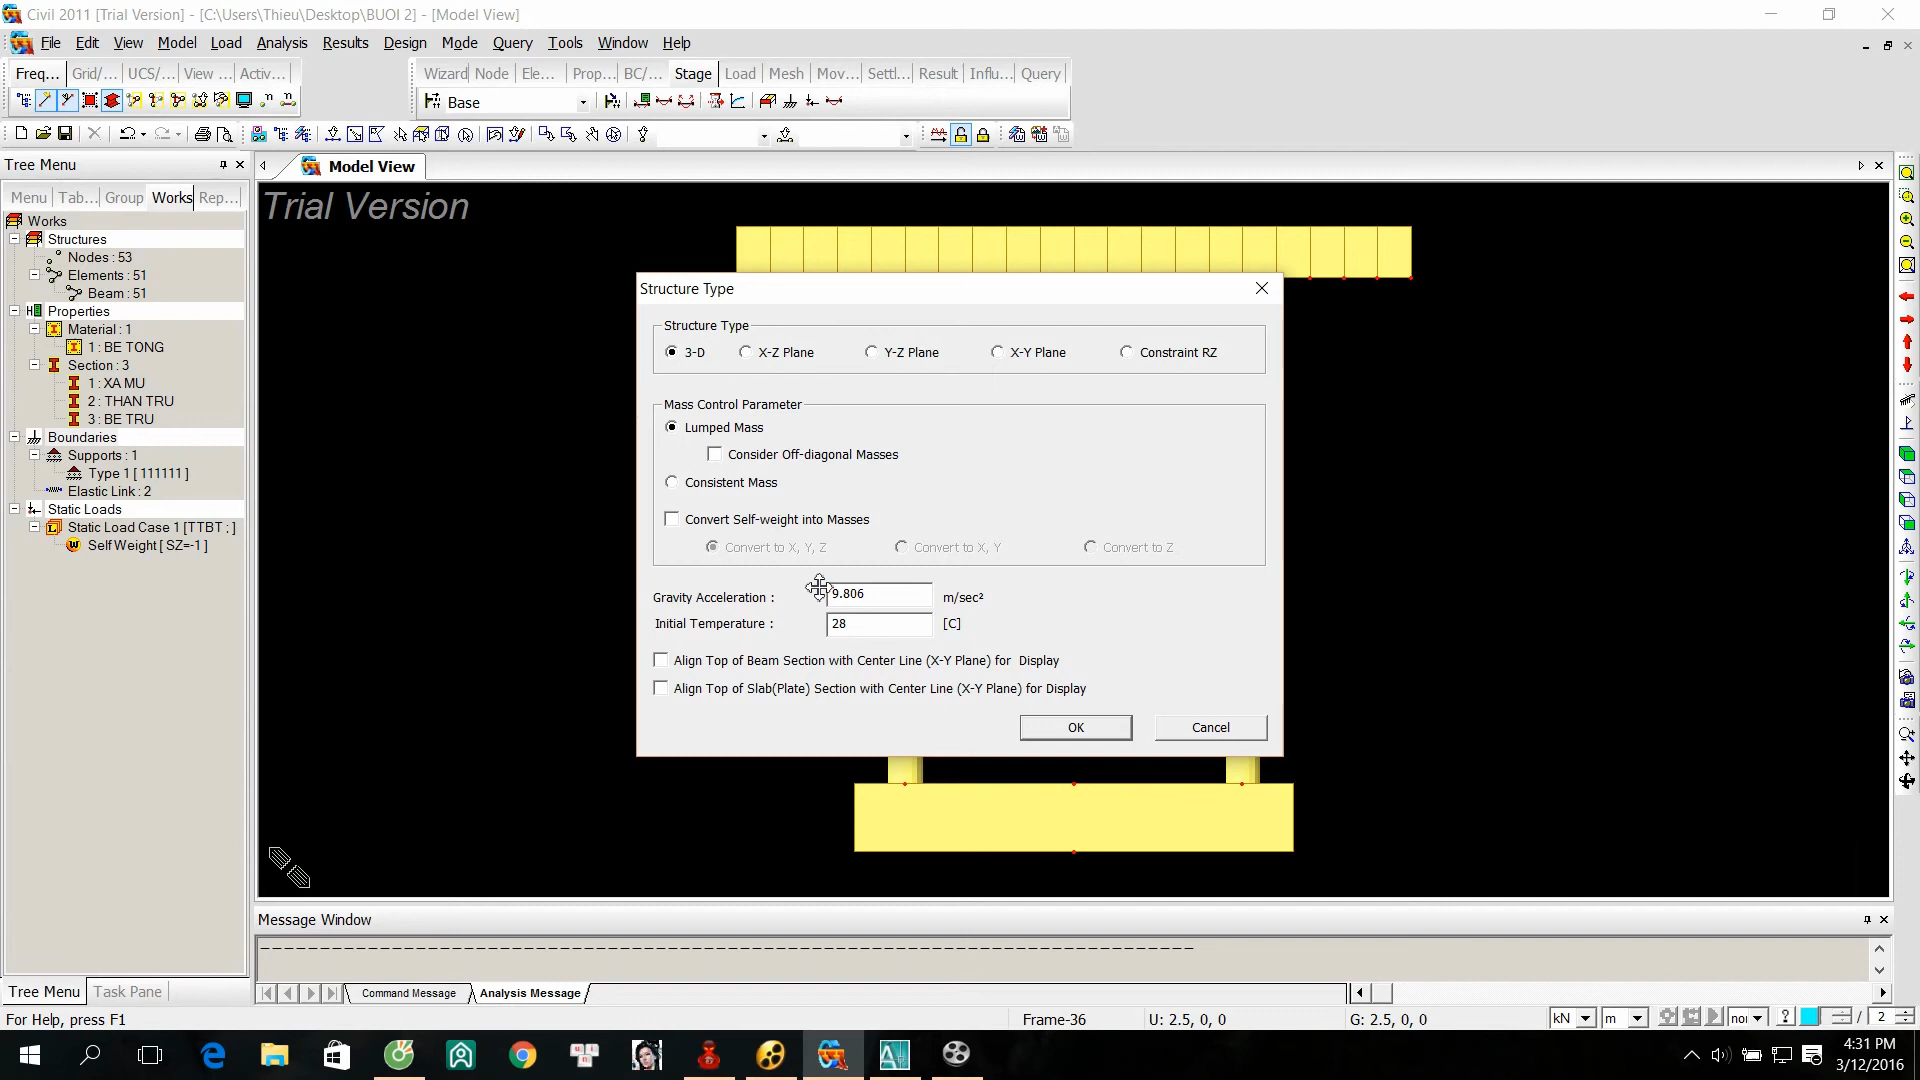 Civil 2011 [Trial Version] - [C:\Users\Thieu\Desktop\BUOI 2] - [Model View]
File Edit View Model Load Analysis Results Design Mode Query Tools Window Help
Freq... Grid/... UCS/... View ... Activ... Wizard Node Ele... Prop... BC/... Stage Load Mesh Mov... Settl... Result Influ... Query
Base
Tree Menu
Model View
Menu Tab... Group Works Rep...
Trial Version
Works
Structures
Nodes : 53
Elements : 51
Beam : 51
Properties
Material : 1
1 : BE TONG
Section : 3
1 : XA MU
2 : THAN TRU
3 : BE TRU
Boundaries
Supports : 1
Type 1 [ 111111 ]
Elastic Link : 2
Static Loads
Static Load Case 1 [TTBT ; ]
Self Weight [ SZ=-1 ]
Structure Type
Structure Type
3-D X-Z Plane Y-Z Plane X-Y Plane Constraint RZ
Mass Control Parameter
Lumped Mass
Consider Off-diagonal Masses
Consistent Mass
Convert Self-weight into Masses
Convert to X, Y, Z Convert to X, Y Convert to Z
Gravity Acceleration : 9.806 m/sec²
Initial Temperature : 28 [C]
Align Top of Beam Section with Center Line (X-Y Plane) for Display
Align Top of Slab(Plate) Section with Center Line (X-Y Plane) for Display
OK Cancel
Message Window
Tree Menu Task Pane
Command Message Analysis Message
For Help, press F1
Frame-36 U: 2.5, 0, 0 G: 2.5, 0, 0 kN m noi ? / 2
4:31 PM
3/12/2016